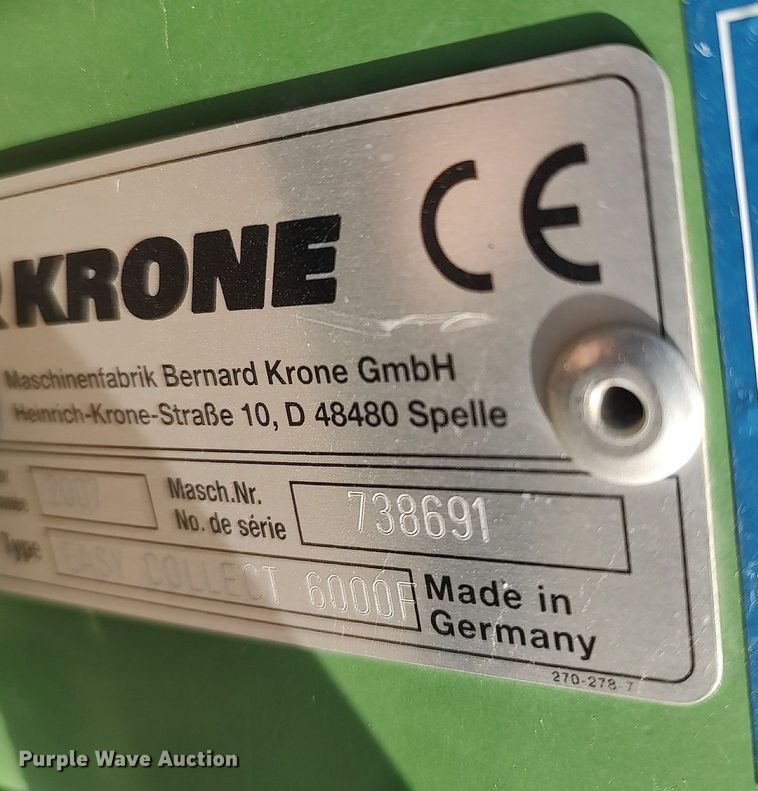 KRONE CE
Maschinenfabrik Bernard Krone GmbH
Heinrich-Krone-Straße 10, D 48480 Spelle
Masch.Nr.
No. de série
738691
Type EASY COLLECT 6000F
Made in
Germany
270-278-7
Purple Wave Auction